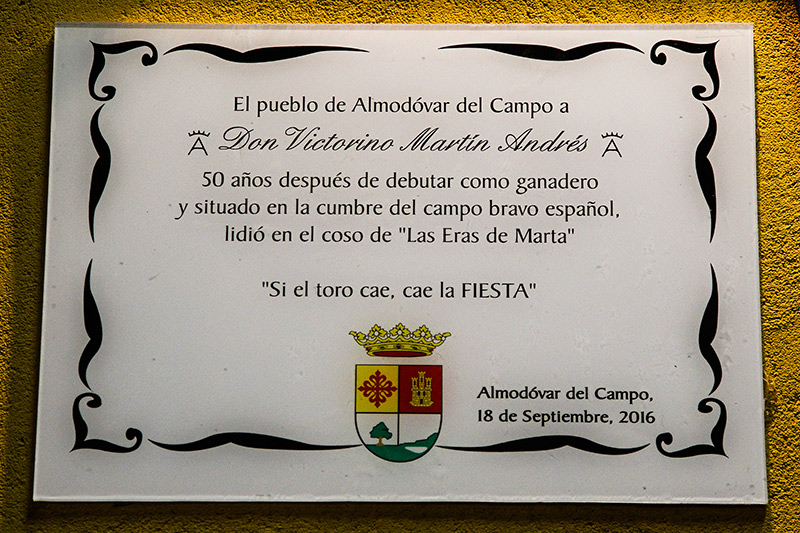 El pueblo de Almodóvar del Campo a
Don Victorino Martín Andrés
50 años después de debutar como ganadero
y situado en la cumbre del campo bravo español,
lidió en el coso de "Las Eras de Marta"
"Si el toro cae, cae la FIESTA"
Almodóvar del Campo,
18 de Septiembre, 2016